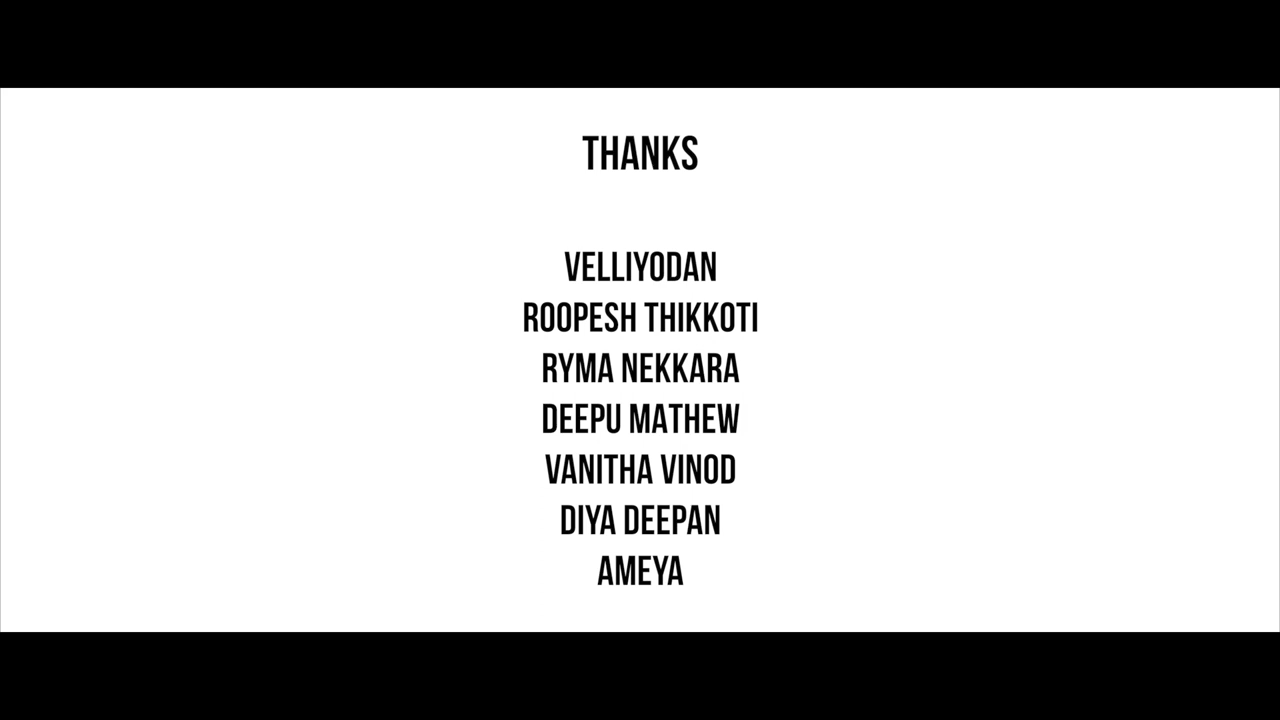 THANKS
VELLIYODAN
ROOPESH THIKKOTI
RYMA NEKKARA
DEEPU MATHEW
VANITHA VINOD
DIYA DEEPAN
AMEYA